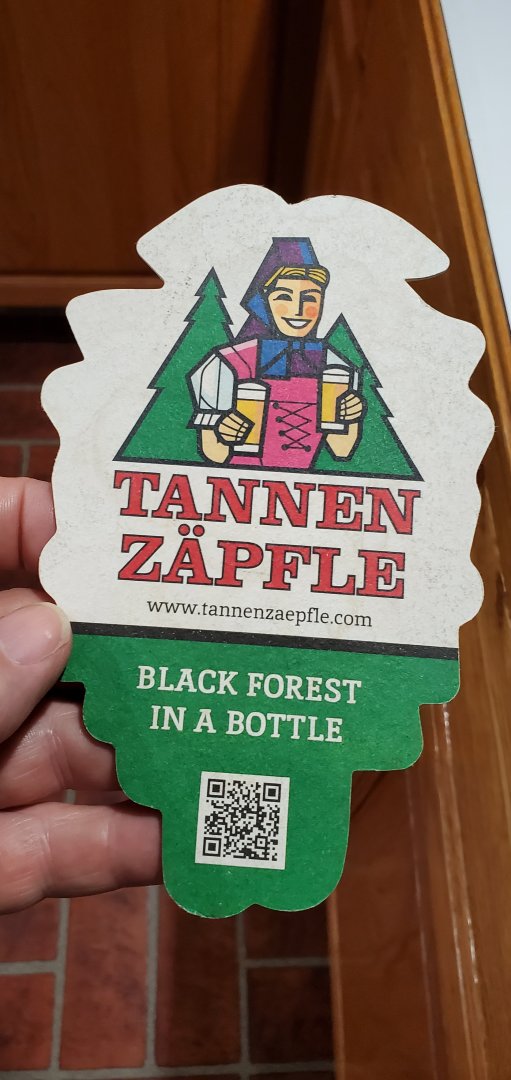 TANNEN
ZÄPFLE
www.tannenzaepfle.com
BLACK FOREST
IN A BOTTLE